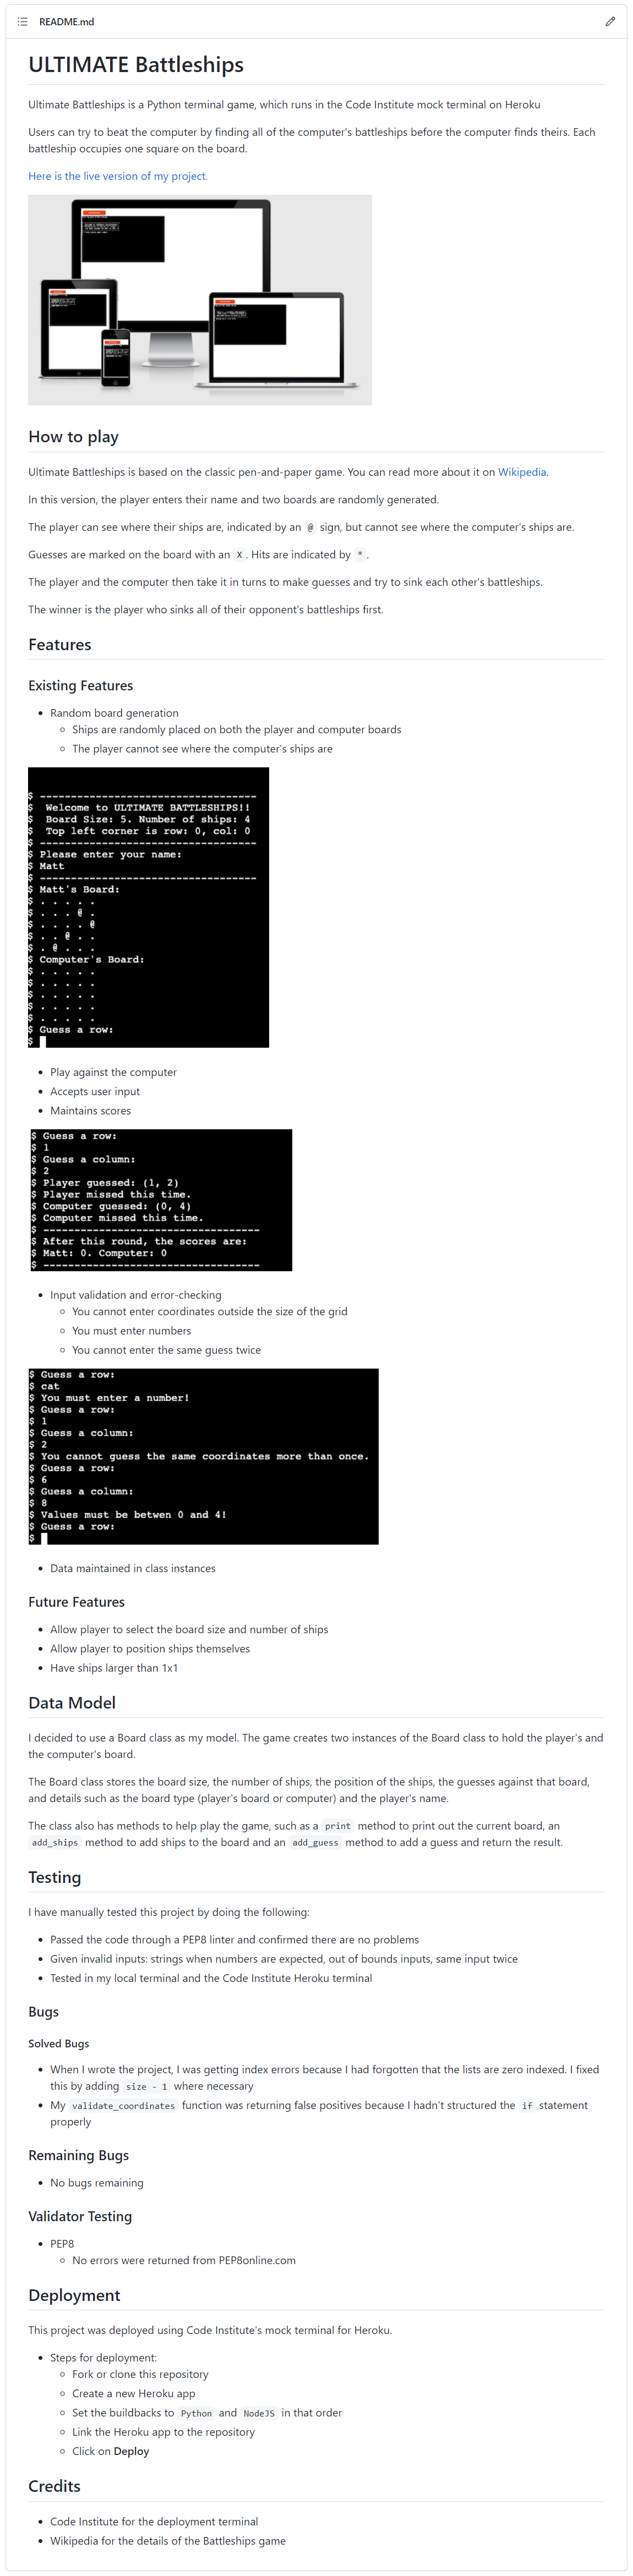 README.md
ULTIMATE Battleships
Ultimate Battleships is a Python terminal game, which runs in the Code Institute mock terminal on Heroku
Users can try to beat the computer by finding all of the computer's battleships before the computer finds theirs. Each
battleship occupies one square on the board.
Here is the live version of my project.
How to play
Ultimate Battleships is based on the classic pen-and-paper game. You can read more about it on Wikipedia.
In this version, the player enters their name and two boards are randomly generated.
The player can see where their ships are, indicated by an @ sign, but cannot see where the computer's ships are.
Guesses are marked on the board with an X . Hits are indicated by * .
The player and the computer then take it in turns to make guesses and try to sink each other's battleships.
The winner is the player who sinks all of their opponent's battleships first.
Features
Existing Features
• Random board generation
○ Ships are randomly placed on both the player and computer boards
○ The player cannot see where the computer's ships are
$ -----------------------------------
$ Welcome to ULTIMATE BATTLESHIPS!!
$ Board Size: 5. Number of ships: 4
$ Top left corner is row: 0, col: 0
$ -----------------------------------
$ Please enter your name:
$ Matt
$ -----------------------------------
$ Matt's Board:
$ . . . . .
$ . . . @ .
$ . . . . @
$ . . @ . .
$ . @ . . .
$ Computer's Board:
$ . . . . .
$ . . . . .
$ . . . . .
$ . . . . .
$ . . . . .
$ Guess a row:
$
• Play against the computer
• Accepts user input
• Maintains scores
$ Guess a row:
$ 1
$ Guess a column:
$ 2
$ Player guessed: (1, 2)
$ Player missed this time.
$ Computer guessed: (0, 4)
$ Computer missed this time.
$ -----------------------------------
$ After this round, the scores are:
$ Matt: 0. Computer: 0
$ -----------------------------------
• Input validation and error-checking
○ You cannot enter coordinates outside the size of the grid
○ You must enter numbers
○ You cannot enter the same guess twice
$ Guess a row:
$ cat
$ You must enter a number!
$ Guess a row:
$ 1
$ Guess a column:
$ 2
$ You cannot guess the same coordinates more than once.
$ Guess a row:
$ 6
$ Guess a column:
$ 8
$ Values must be betwen 0 and 4!
$ Guess a row:
$
• Data maintained in class instances
Future Features
• Allow player to select the board size and number of ships
• Allow player to position ships themselves
• Have ships larger than 1x1
Data Model
I decided to use a Board class as my model. The game creates two instances of the Board class to hold the player's and
the computer's board.
The Board class stores the board size, the number of ships, the position of the ships, the guesses against that board,
and details such as the board type (player's board or computer) and the player's name.
The class also has methods to help play the game, such as a print method to print out the current board, an
add_ships method to add ships to the board and an add_guess method to add a guess and return the result.
Testing
I have manually tested this project by doing the following:
• Passed the code through a PEP8 linter and confirmed there are no problems
• Given invalid inputs: strings when numbers are expected, out of bounds inputs, same input twice
• Tested in my local terminal and the Code Institute Heroku terminal
Bugs
Solved Bugs
• When I wrote the project, I was getting index errors because I had forgotten that the lists are zero indexed. I fixed
this by adding size - 1 where necessary
• My validate_coordinates function was returning false positives because I hadn't structured the if statement
properly
Remaining Bugs
• No bugs remaining
Validator Testing
• PEP8
○ No errors were returned from PEP8online.com
Deployment
This project was deployed using Code Institute's mock terminal for Heroku.
• Steps for deployment:
○ Fork or clone this repository
○ Create a new Heroku app
○ Set the buildbacks to Python and NodeJS in that order
○ Link the Heroku app to the repository
○ Click on Deploy
Credits
• Code Institute for the deployment terminal
• Wikipedia for the details of the Battleships game